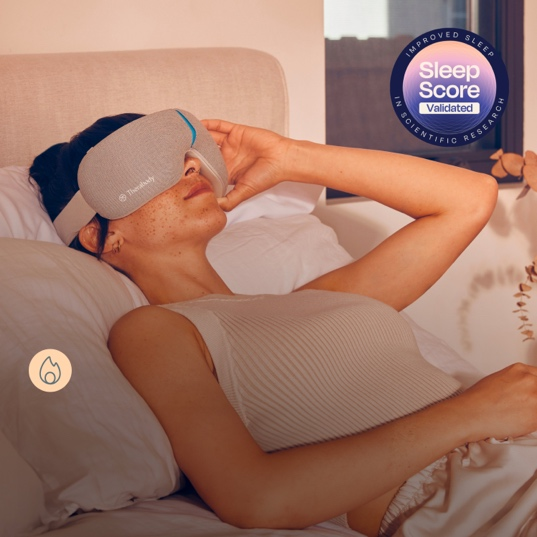 IMPROVED SLEEP
Sleep
Score
Validated
IN SCIENTIFIC RESEARCH
Therabody